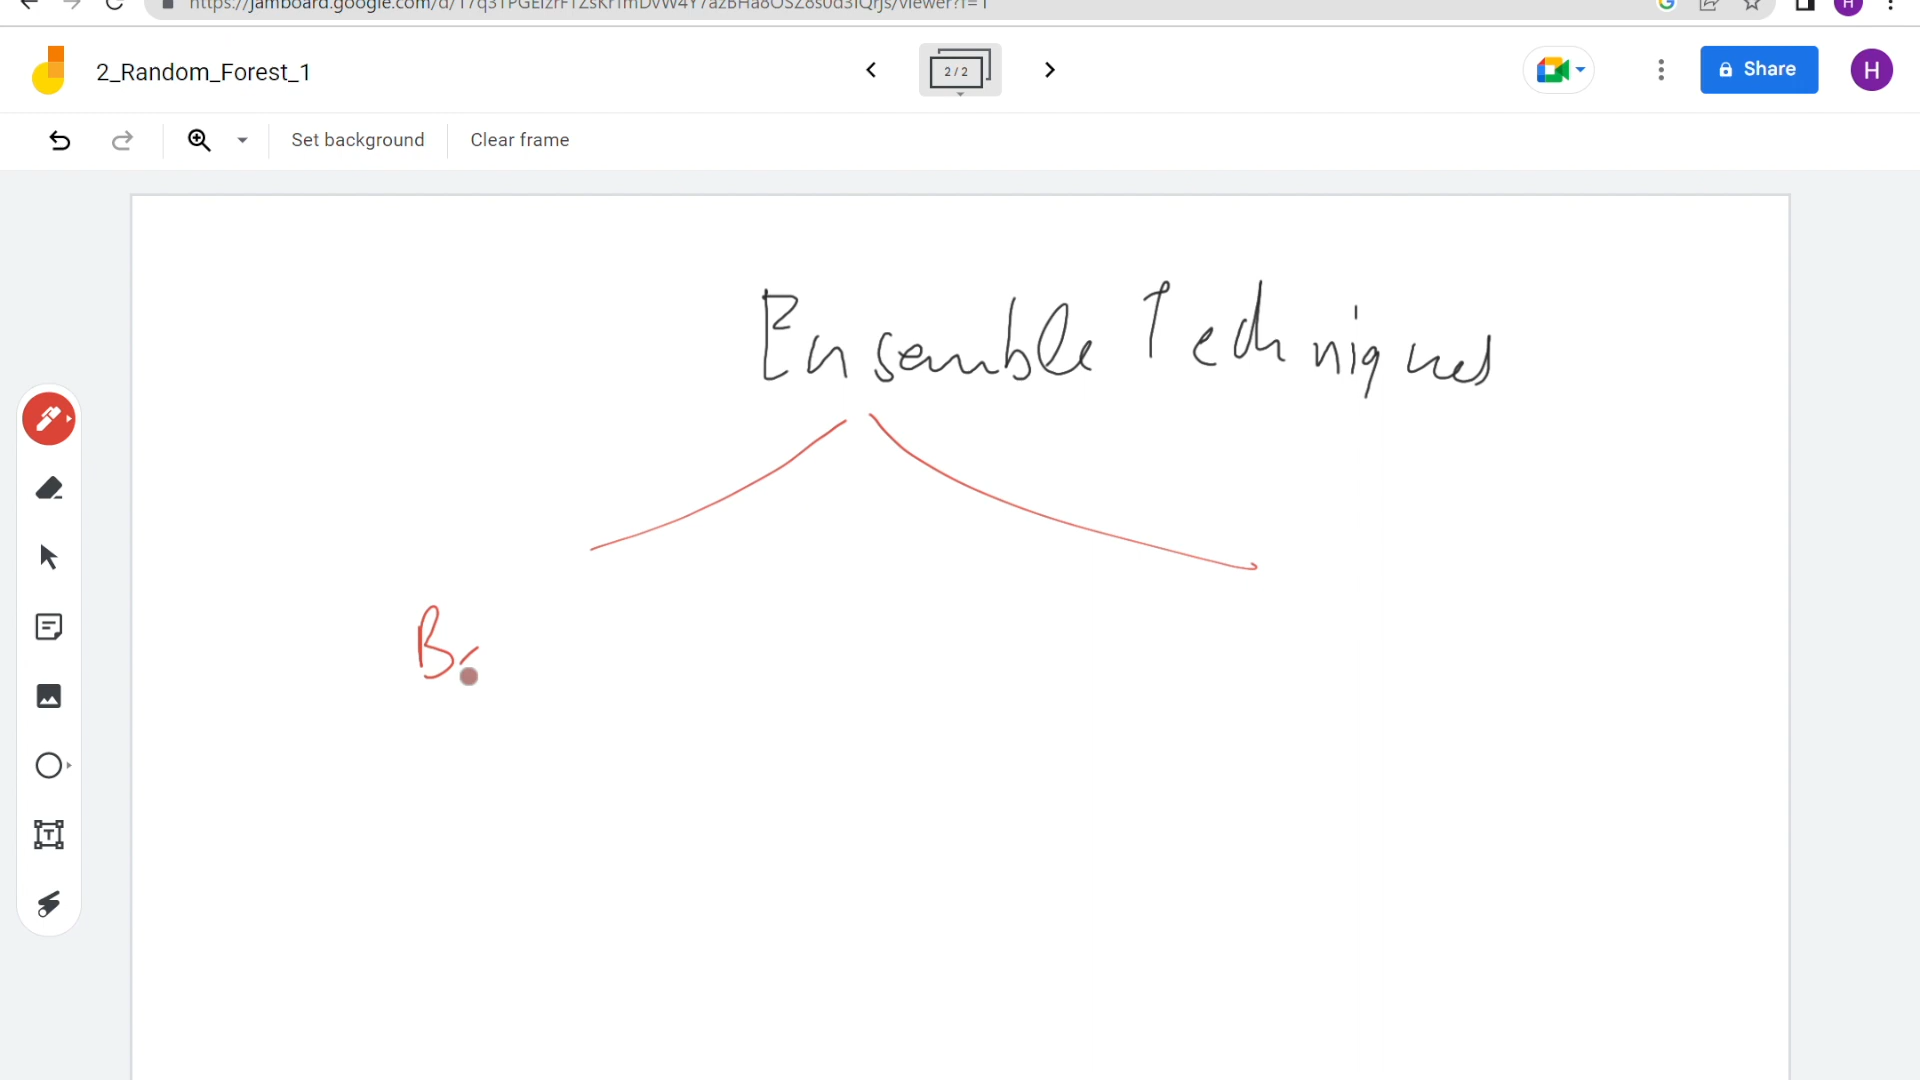 2_Random_Forest_1
2 / 2
Share
H
Set background
Clear frame
Ensemble Techniques
B